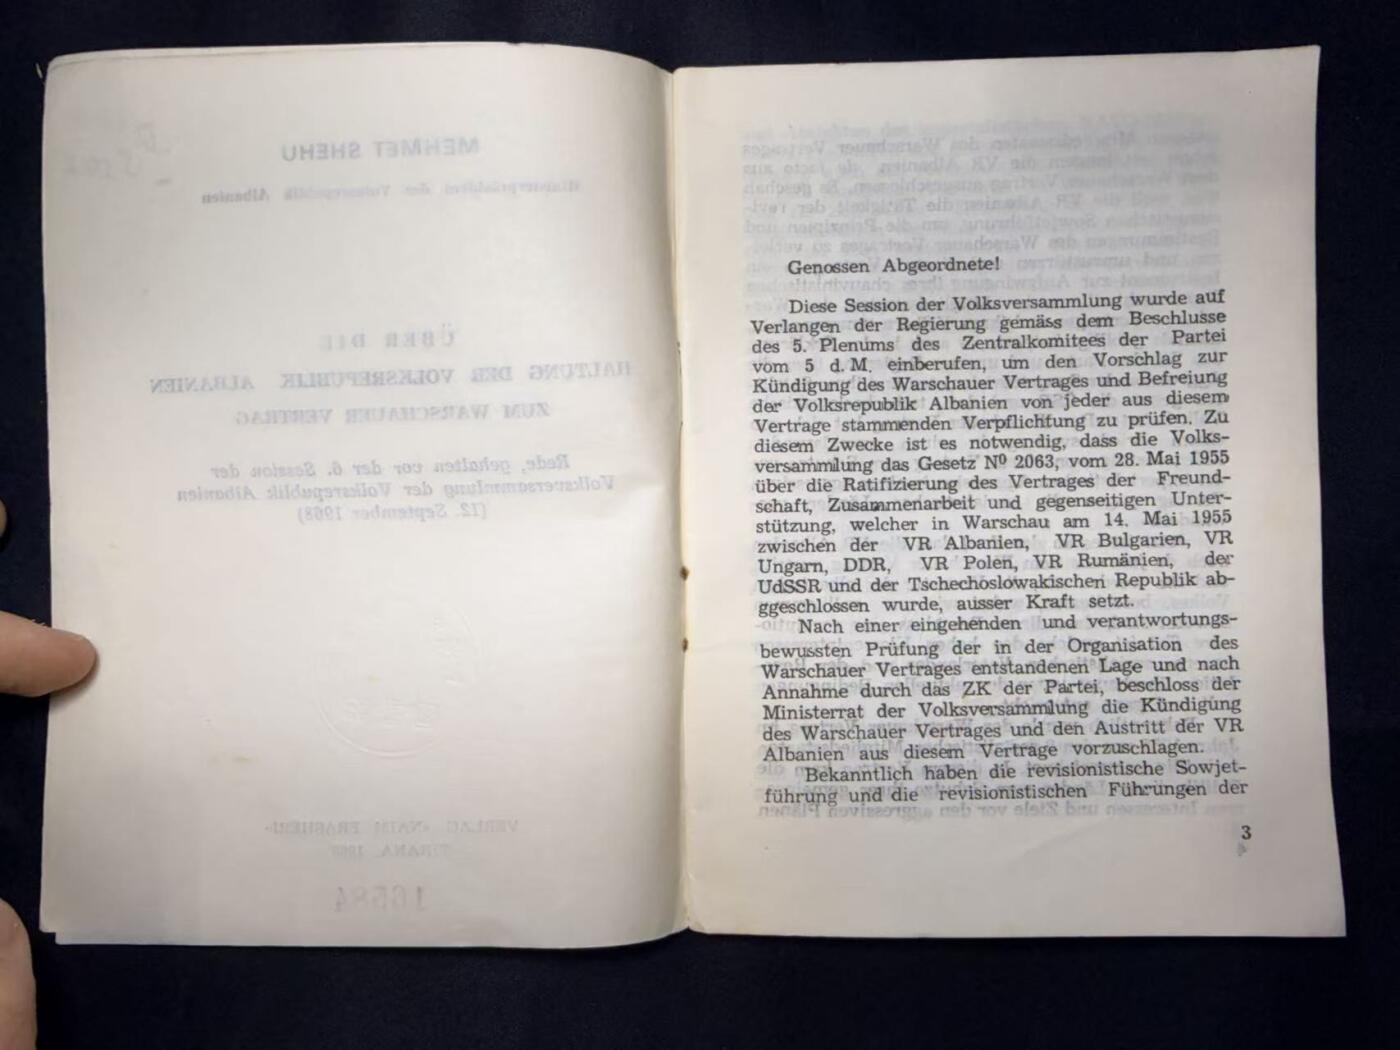 MEHMET SHEHU
Ministerpräsident der Volksrepublik Albanien
ÜBER DIE
HALTUNG DER VOLKSREPUBLIK ALBANIEN
ZUM WARSCHAUER VERTRAG
Rede, gehalten vor der 6. Session der
Volksversammlung der Volksrepublik Albanien
(12. September 1968)
VERLAG «NAIM FRASHERI»
TIRANA, 1968
16584
Genossen Abgeordnete!
Diese Session der Volksversammlung wurde auf
Verlangen der Regierung gemäss dem Beschlusse
des 5. Plenums des Zentralkomitees der Partei
vom 5 d. M. einberufen, um den Vorschlag zur
Kündigung des Warschauer Vertrages und Befreiung
der Volksrepublik Albanien von jeder aus diesem
Vertrage stammenden Verpflichtung zu prüfen. Zu
diesem Zwecke ist es notwendig, dass die Volks-
versammlung das Gesetz Nº 2063, vom 28. Mai 1955
über die Ratifizierung des Vertrages der Freund-
schaft, Zusammenarbeit und gegenseitigen Unter-
stützung, welcher in Warschau am 14. Mai 1955
zwischen der VR Albanien, VR Bulgarien, VR
Ungarn, DDR, VR Polen, VR Rumänien, der
UdSSR und der Tschechoslowakischen Republik ab-
ggeschlossen wurde, ausser Kraft setzt.
Nach einer eingehenden und verantwortungs-
bewussten Prüfung der in der Organisation des
Warschauer Vertrages entstandenen Lage und nach
Annahme durch das ZK der Partei, beschloss der
Ministerrat der Volksversammlung die Kündigung
des Warschauer Vertrages und den Austritt der VR
Albanien aus diesem Vertrage vorzuschlagen.
Bekanntlich haben die revisionistische Sowjet-
führung und die revisionistischen Führungen der
3